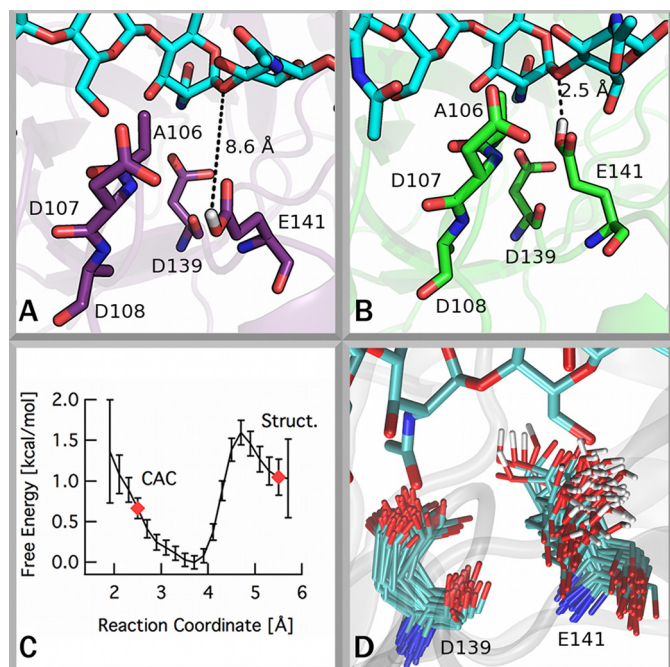 A106
8.6 Å
D107
E141
D139
D108
A
2.5 Å
A106
D107
E141
D139
D108
B
Free Energy [kcal/mol]
2.0
1.5
1.0
0.5
0.0
CAC
Struct.
2 3 4 5 6
Reaction Coordinate [Å]
C
D139
E141
D